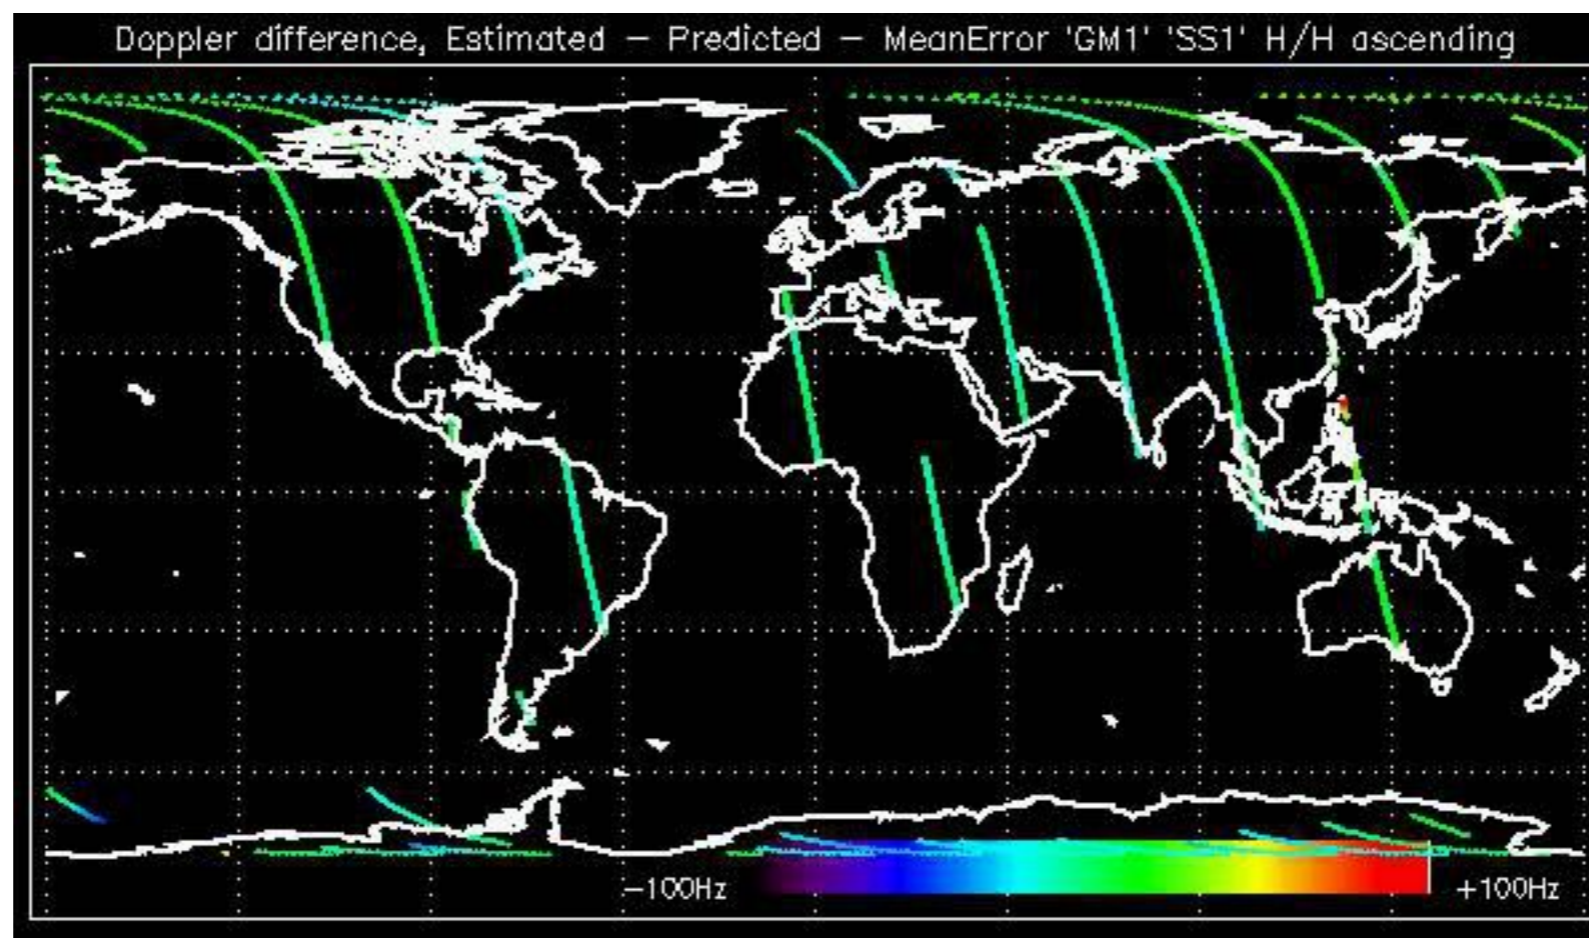 Doppler difference, Estimated – Predicted – MeanError 'GM1' 'SS1' H/H ascending
-100Hz
+100Hz